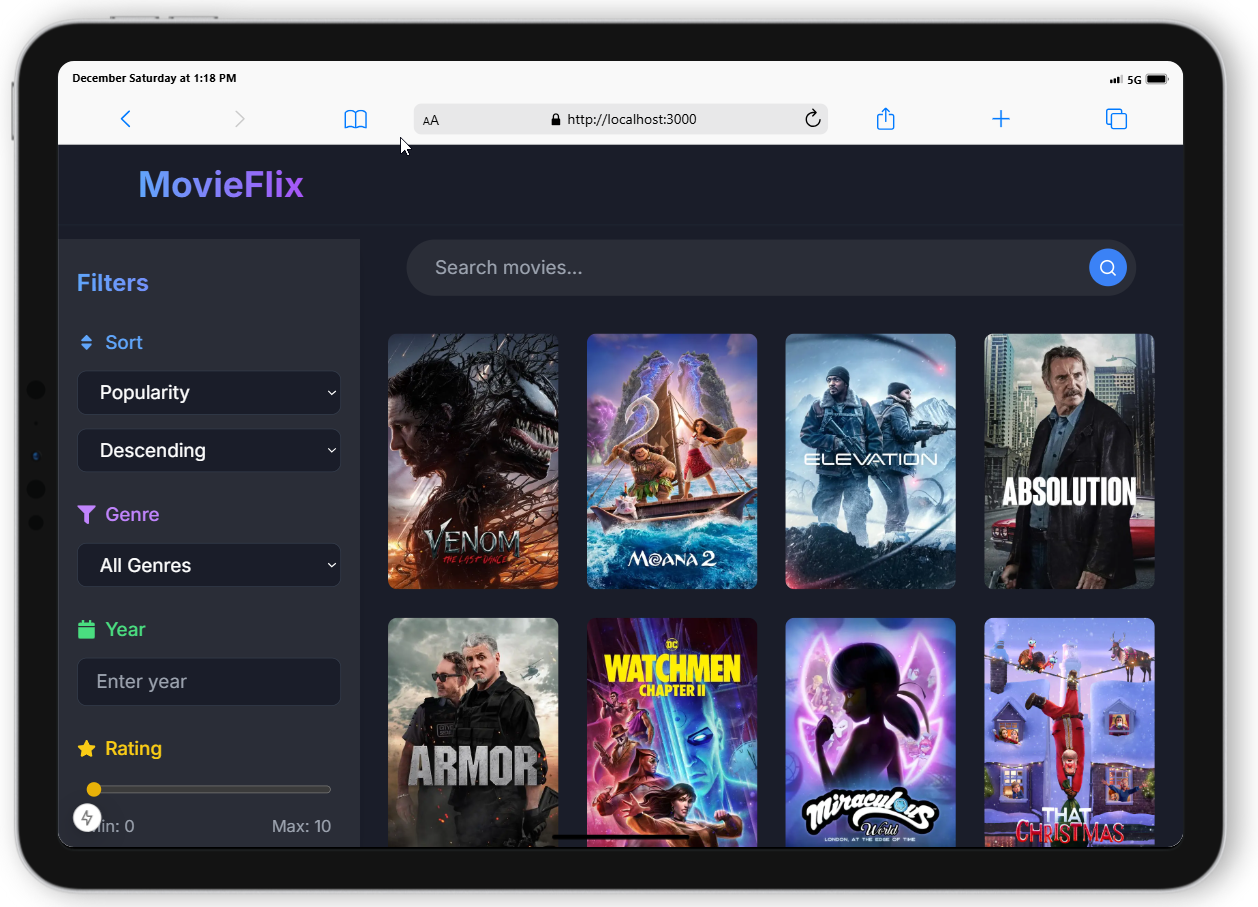 December Saturday at 1:18 PM
5G
AA
http://localhost:3000
MovieFlix
Filters
Search movies...
Sort
Popularity
Descending
Genre
All Genres
Year
Enter year
Rating
Min: 0
Max: 10
VENOM
THE LAST DANCE
MOANA 2
ELEVATION
ABSOLUTION
ARMOR
DC
WATCHMEN
CHAPTER II
Miraculous
World
LONDON, AT THE EDGE OF TIME
THAT
CHRISTMAS